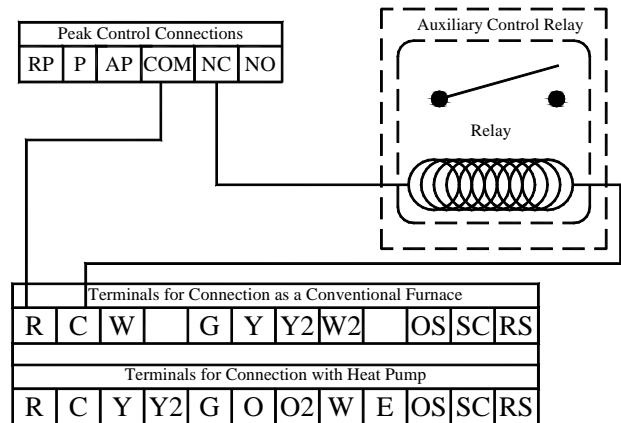 Peak Control Connections
RP P AP COM NC NO
Auxiliary Control Relay
Relay
Terminals for Connection as a Conventional Furnace
R C W G Y Y2 W2 OS SC RS
Terminals for Connection with Heat Pump
R C Y Y2 G O O2 W E OS SC RS